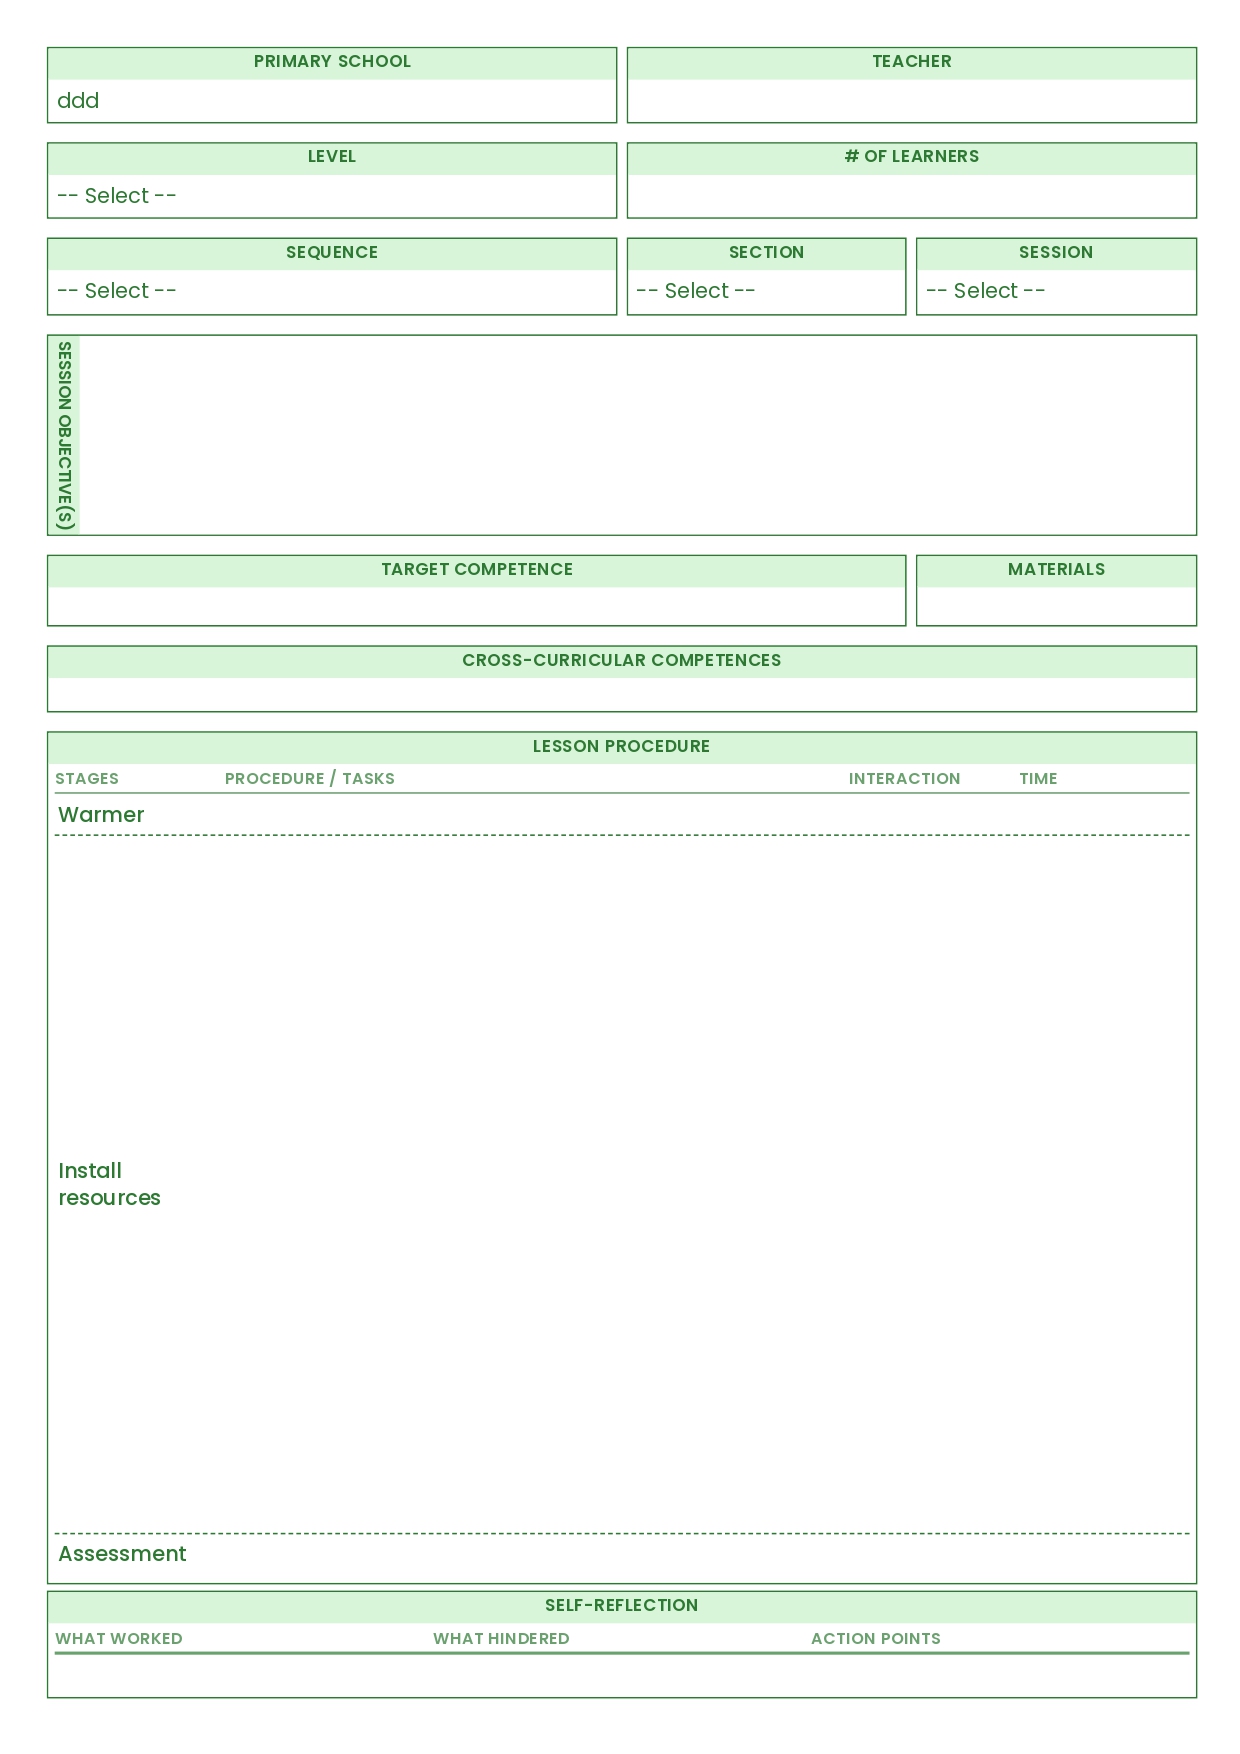 PRIMARY SCHOOL
TEACHER
ddd
LEVEL
# OF LEARNERS
-- Select --
SEQUENCE
SECTION
SESSION
-- Select --
-- Select --
-- Select --
SESSION OBJECTIVE(S)
TARGET COMPETENCE
MATERIALS
CROSS-CURRICULAR COMPETENCES
LESSON PROCEDURE
STAGES
PROCEDURE / TASKS
INTERACTION
TIME
Warmer
Install
resources
Assessment
SELF-REFLECTION
WHAT WORKED
WHAT HINDERED
ACTION POINTS